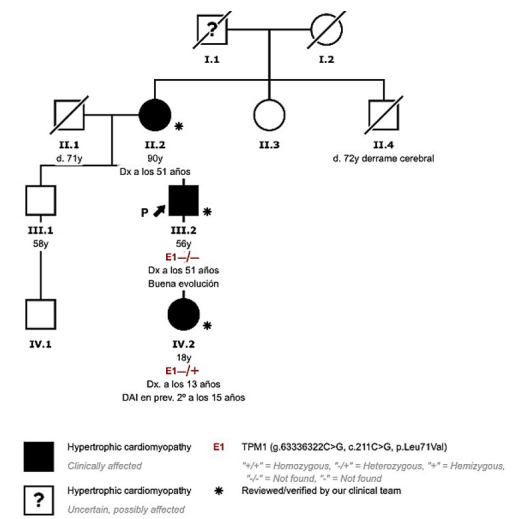 ?
I.1
I.2
II.1
II.2
II.3
II.4
d. 71y
90y
d. 72y derrame cerebral
Dx a los 51 años
P
III.1
III.2
58y
56y
E1—/—
Dx a los 51 años
Buena evolución
IV.1
IV.2
18y
E1—/+
Dx. a los 13 años
DAI en prev. 2º a los 15 años
Hypertrophic cardiomyopathy
E1
TPM1 (g.63336322C>G, c.211C>G, p.Leu71Val)
Clinically affected
"+/+" = Homozygous, "-/+" = Heterozygous, "+" = Hemizygous,
"-/-" = Not found, "-" = Not found
?
Hypertrophic cardiomyopathy
Reviewed/verified by our clinical team
Uncertain, possibly affected